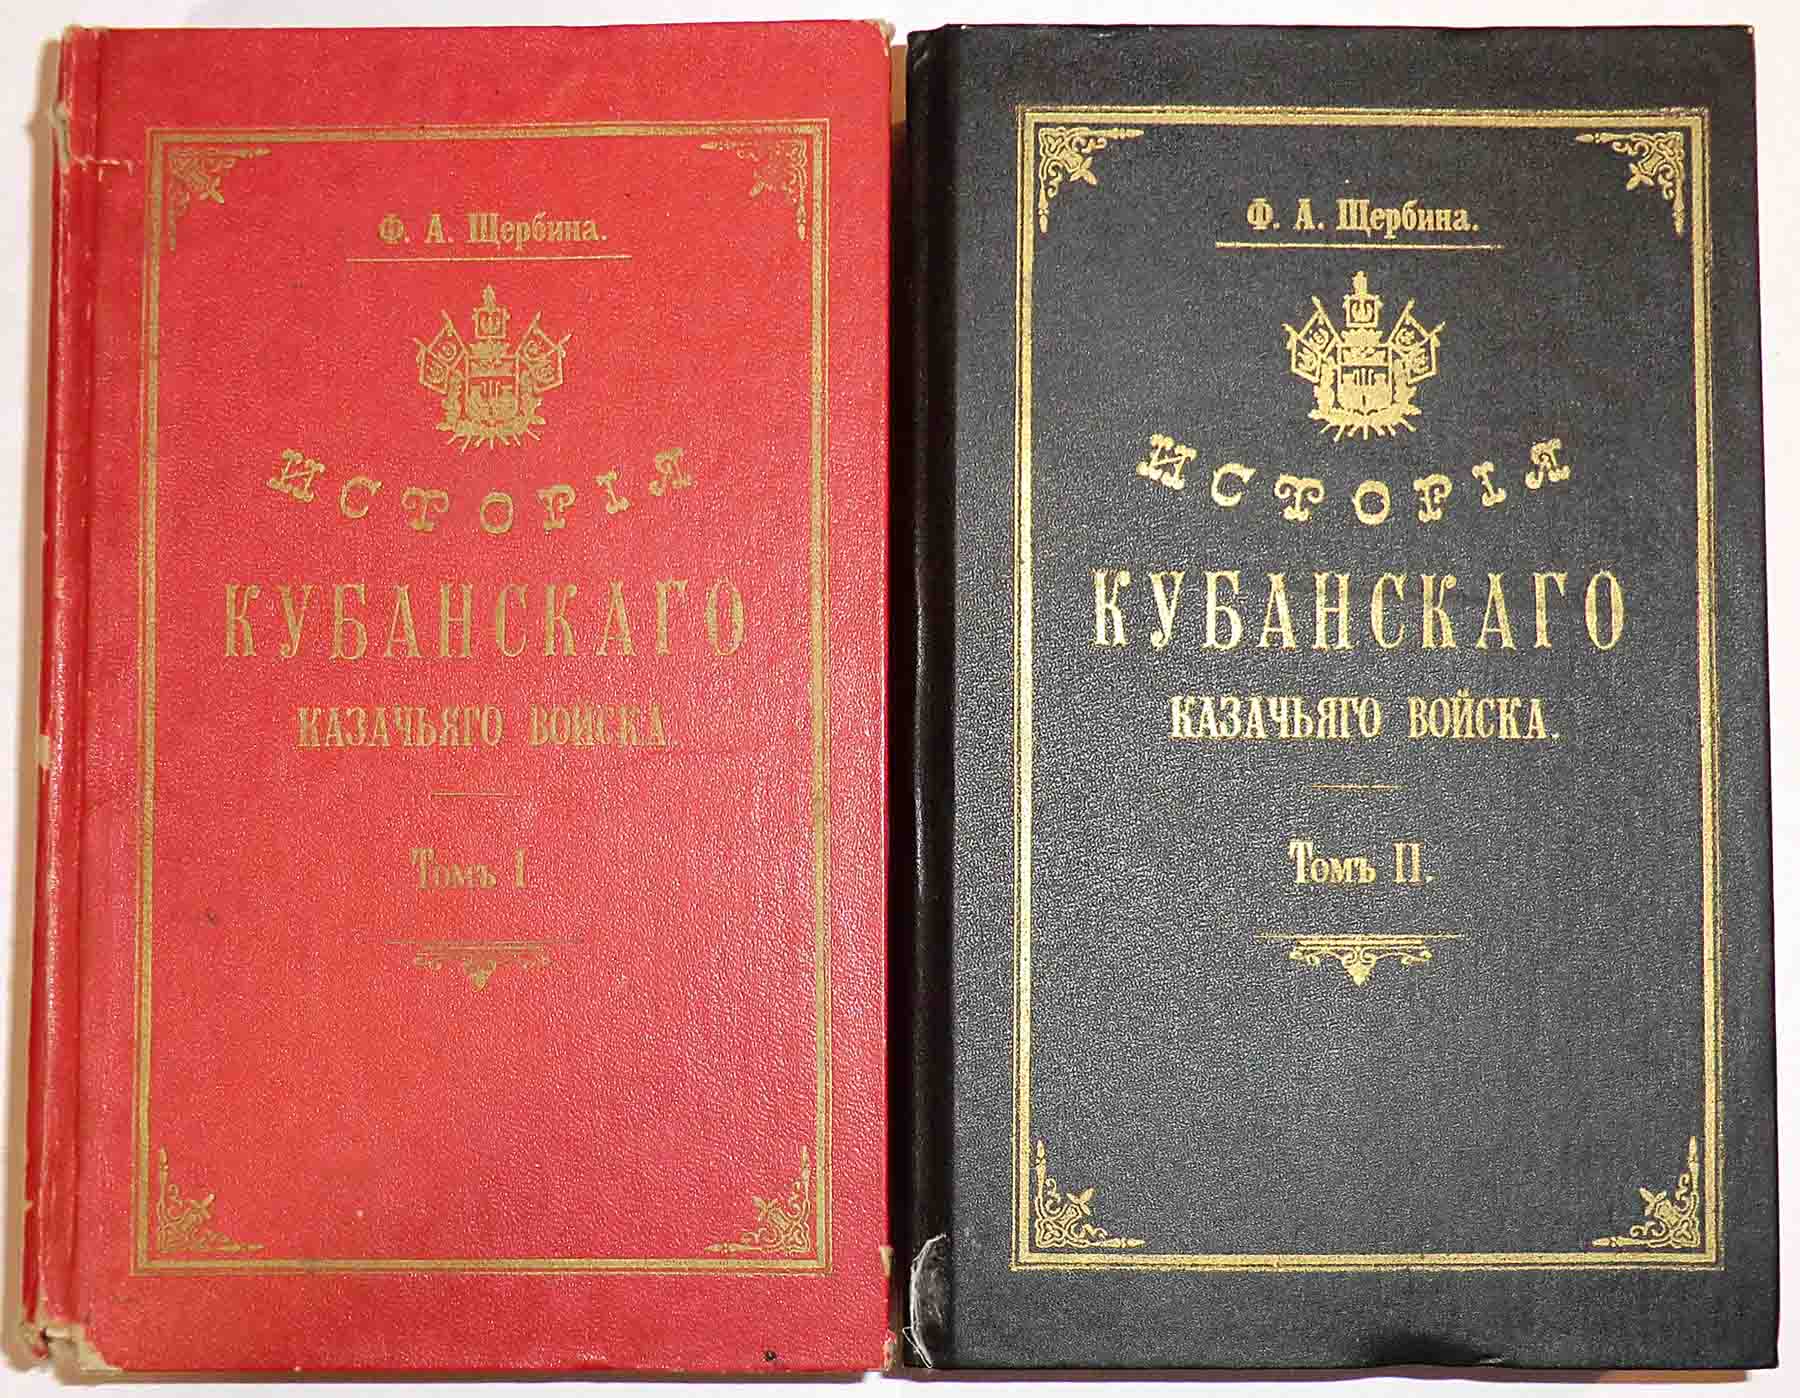 Ф. А. Щербина.
ИСТОРІЯ
КУБАНСКАГО
КАЗАЧЬЯГО ВОЙСКА.
Томъ I
Ф. А. Щербина.
ИСТОРІЯ
КУБАНСКАГО
КАЗАЧЬЯГО ВОЙСКА.
Томъ II.